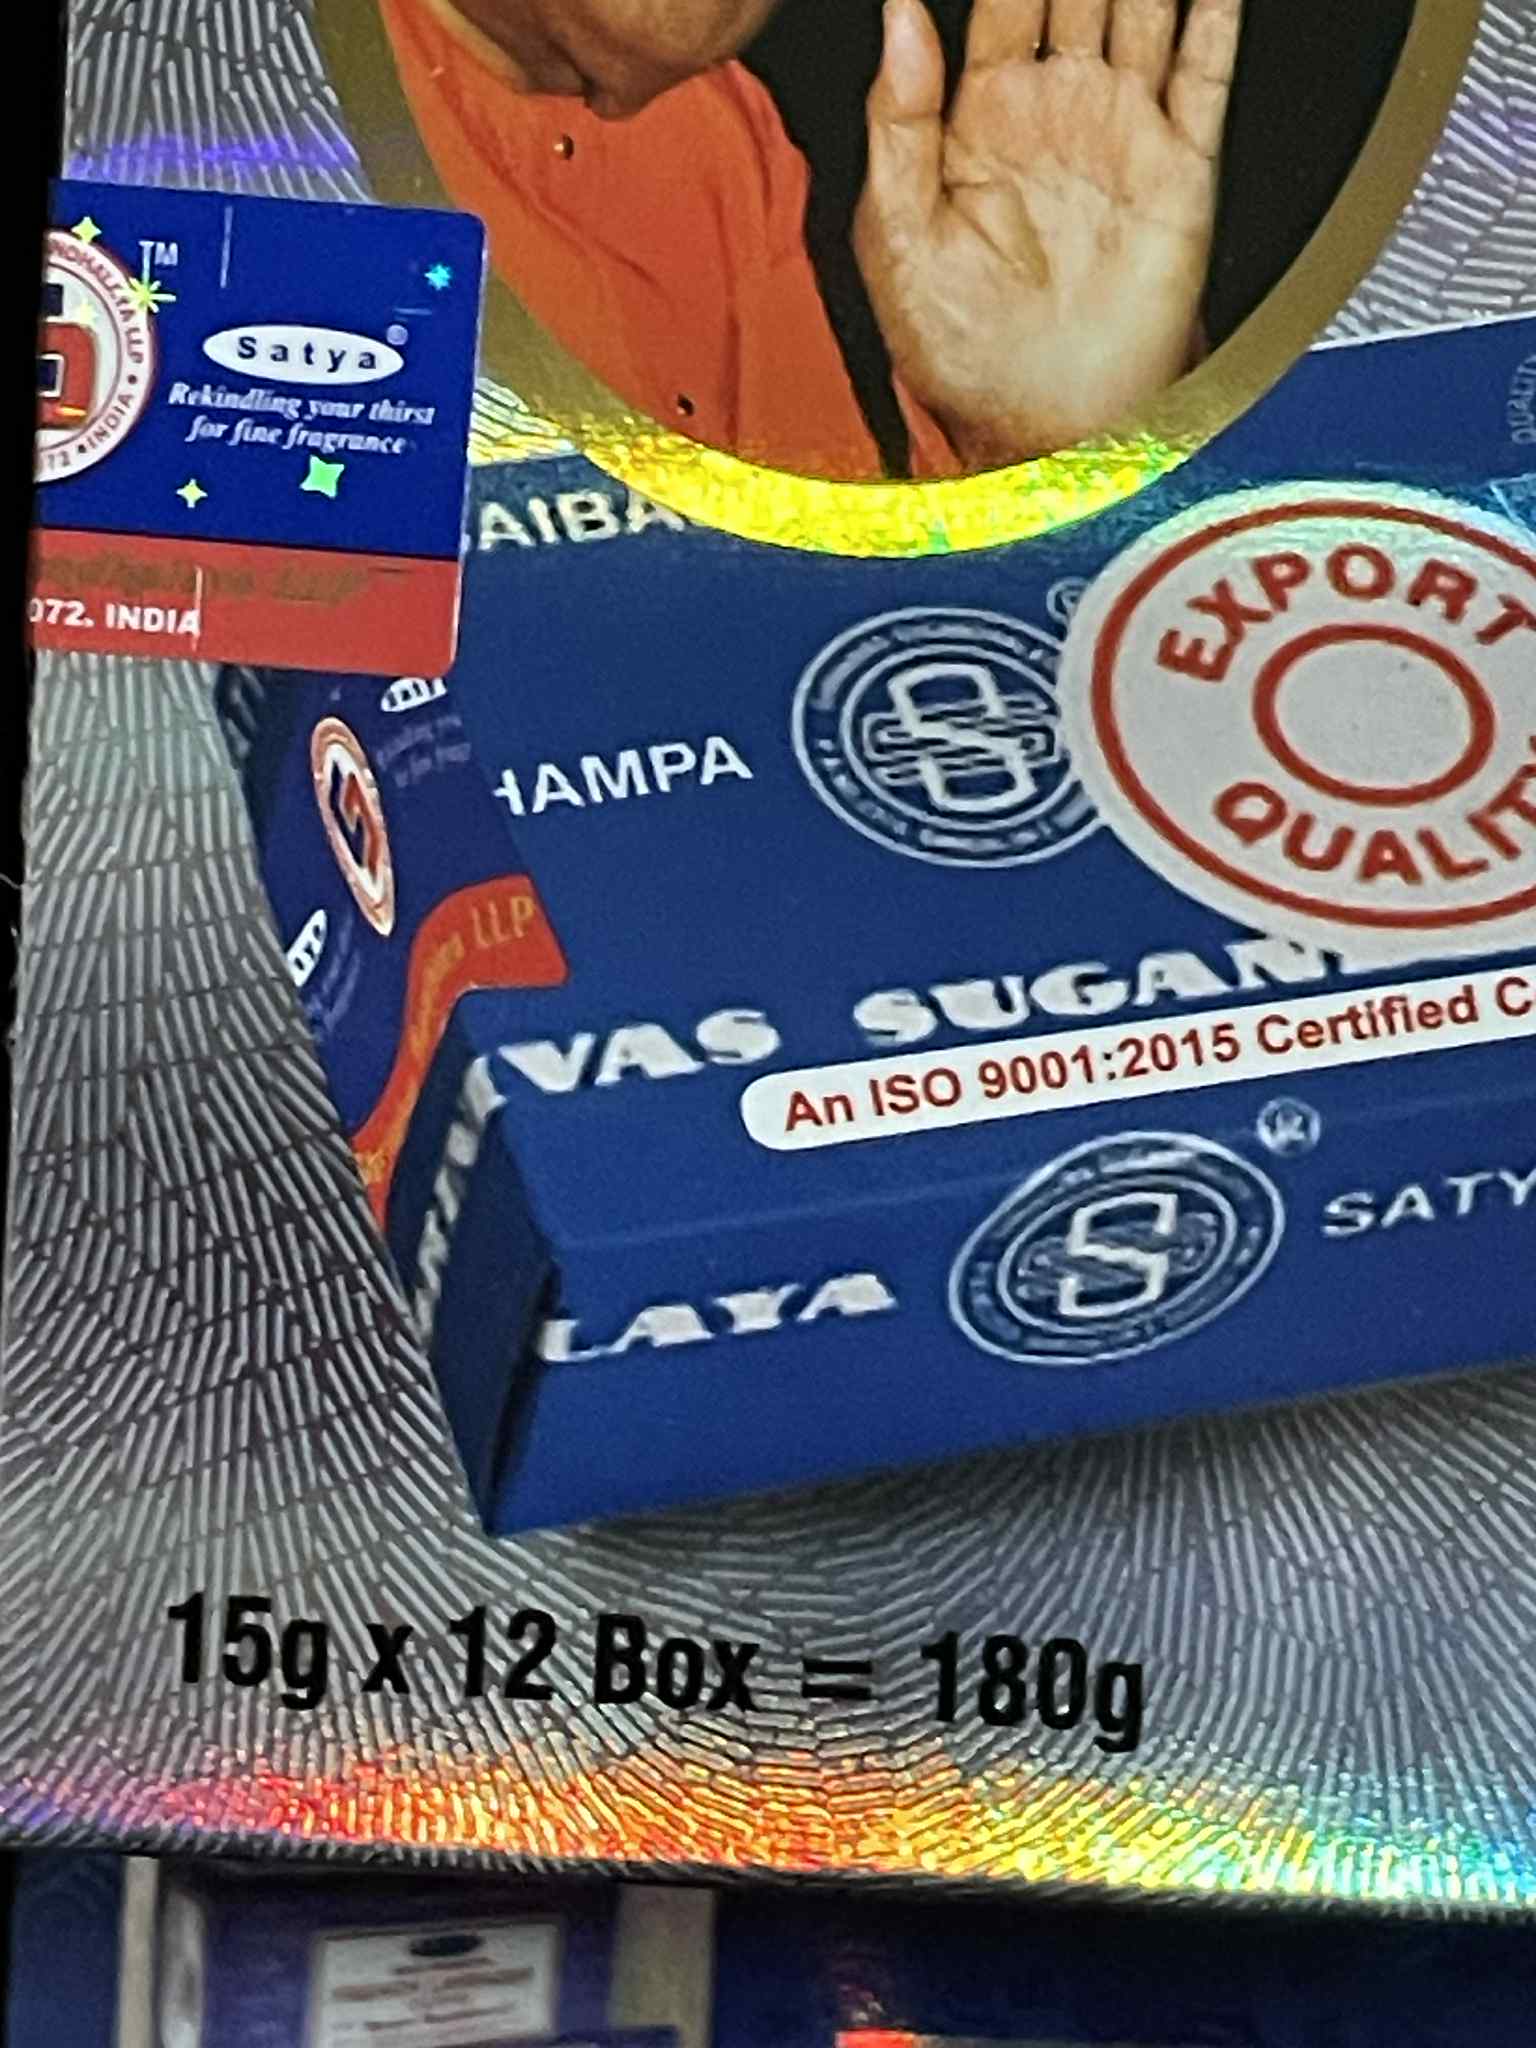 TM
Satya®
Rekindling your thirst
for fine fragrance
072. INDIA
AIBA
HAMPA
EXPORT
QUALIT
LLP
VAS SUGAN
An ISO 9001:2015 Certified C
LAYA
®
SATY
15g x 12 Box = 180g